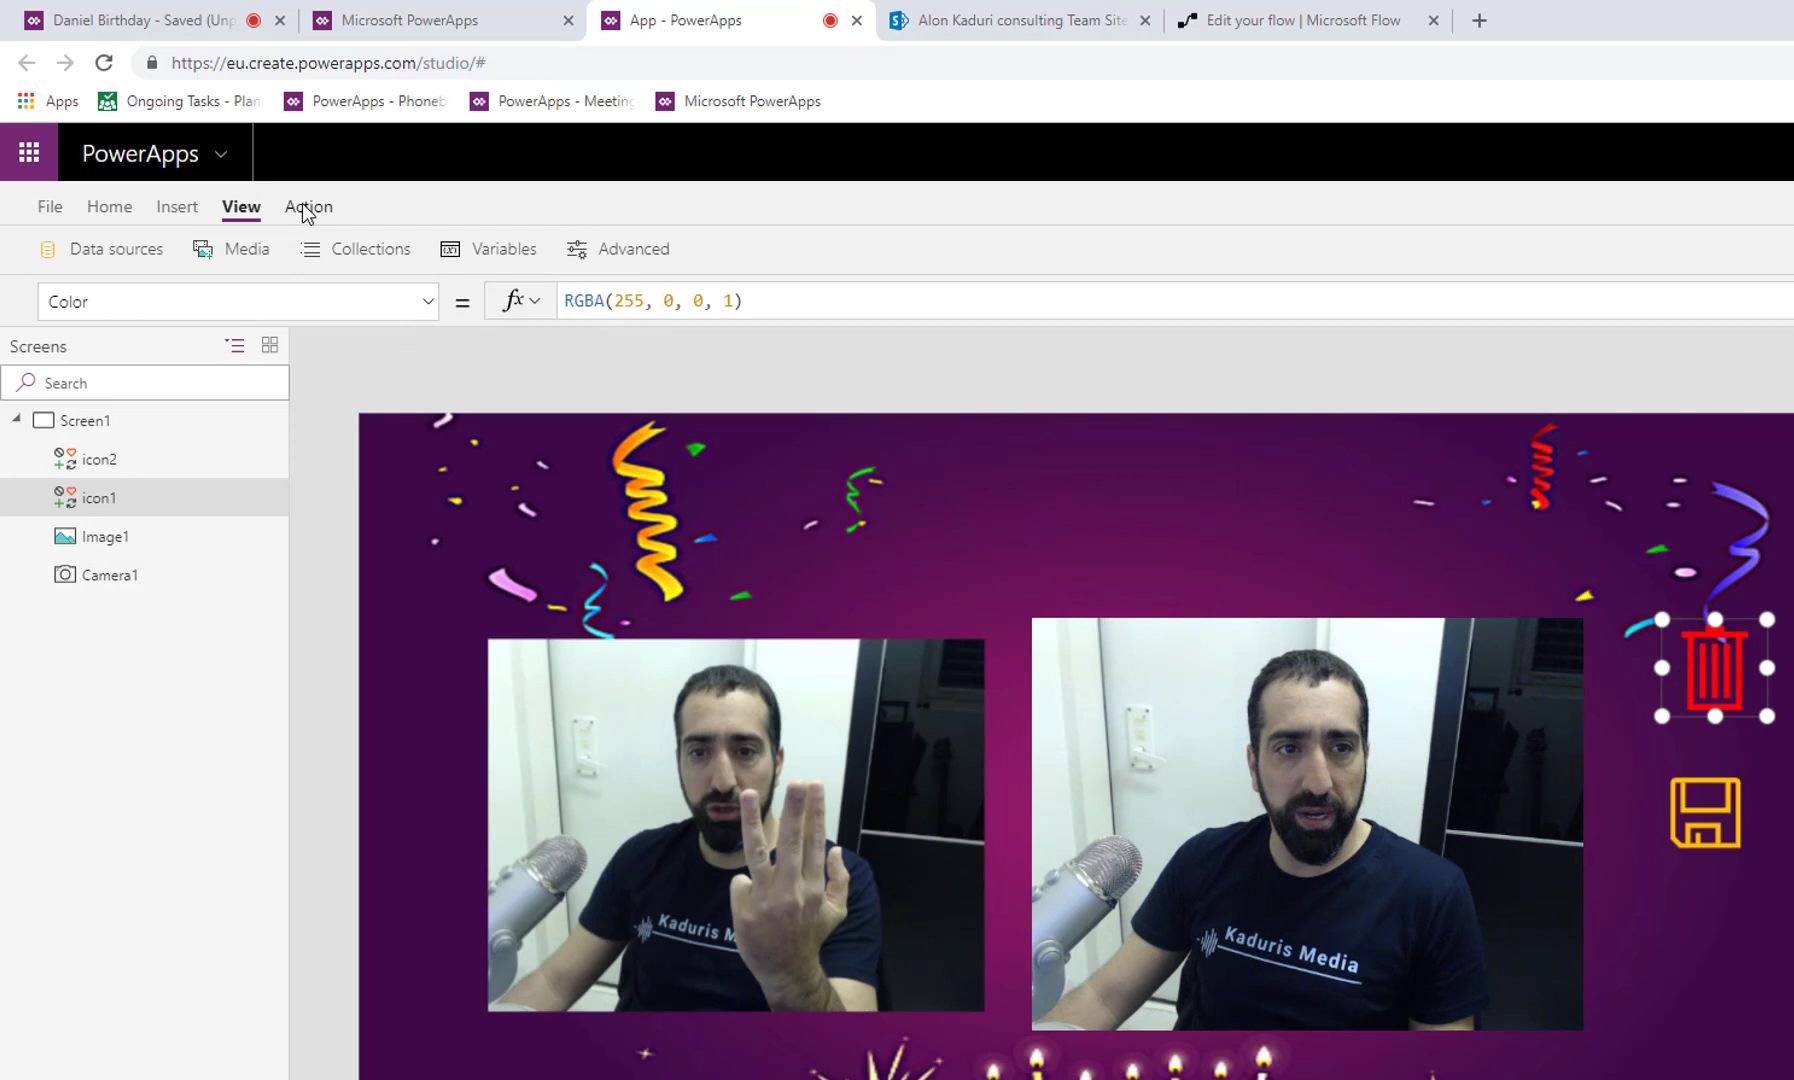 Daniel Birthday - Saved (Unp
Microsoft PowerApps
App - PowerApps
Alon Kaduri consulting Team Site
Edit your flow | Microsoft Flow
https://eu.create.powerapps.com/studio/#
Apps
Ongoing Tasks - Plan
PowerApps - Phoneb
PowerApps - Meeting
Microsoft PowerApps
PowerApps
File
Home
Insert
View
Action
Data sources
Media
Collections
Variables
Advanced
Color
=
fx
RGBA(255, 0, 0, 1)
Screens
Search
Screen1
icon2
icon1
Image1
Camera1
Kaduris M
Kaduris Media